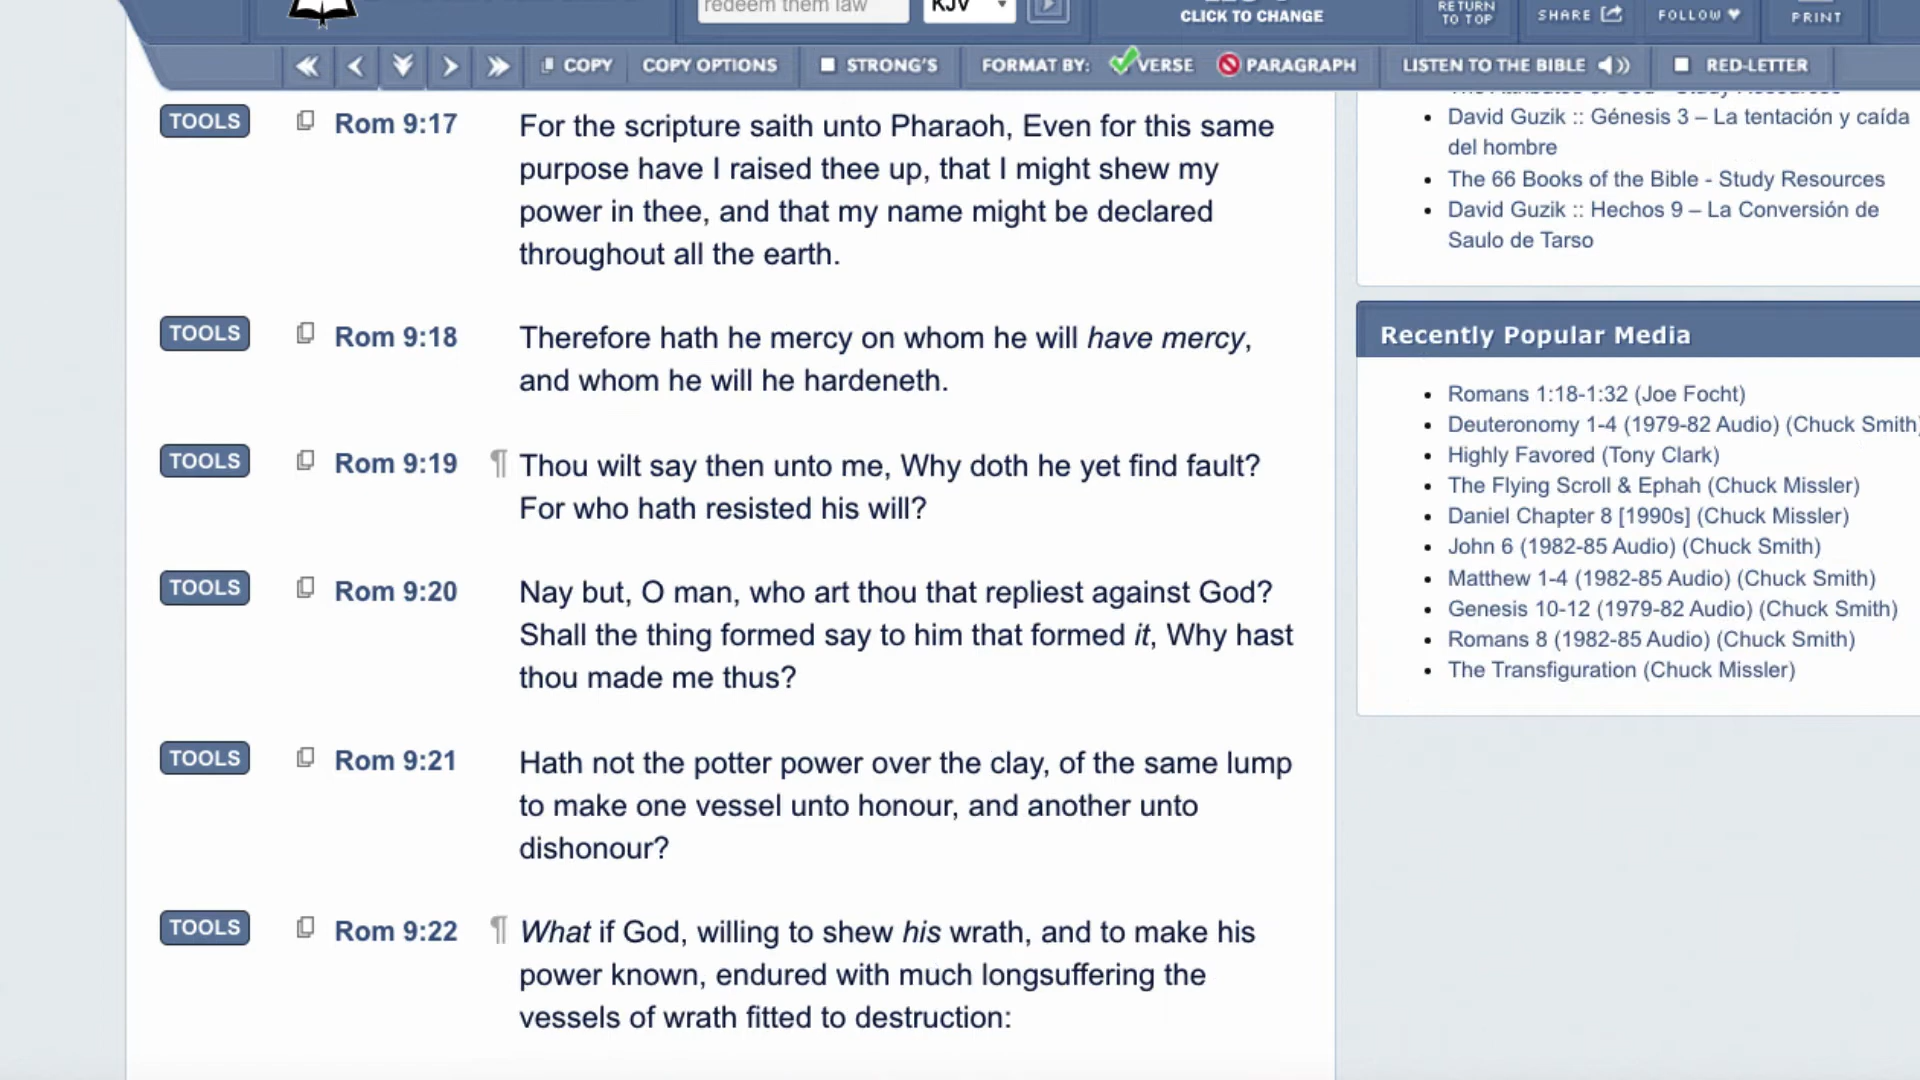 redeem them law
KJV
CLICK TO CHANGE
RETURN
TO TOP
SHARE
FOLLOW
PRINT
COPY
COPY OPTIONS
STRONG'S
FORMAT BY:
VERSE
PARAGRAPH
LISTEN TO THE BIBLE
RED-LETTER
TOOLS
Rom 9:17
For the scripture saith unto Pharaoh, Even for this same
purpose have I raised thee up, that I might shew my
power in thee, and that my name might be declared
throughout all the earth.
TOOLS
Rom 9:18
Therefore hath he mercy on whom he will have mercy,
and whom he will he hardeneth.
TOOLS
Rom 9:19
¶ Thou wilt say then unto me, Why doth he yet find fault?
For who hath resisted his will?
TOOLS
Rom 9:20
Nay but, O man, who art thou that repliest against God?
Shall the thing formed say to him that formed it, Why hast
thou made me thus?
TOOLS
Rom 9:21
Hath not the potter power over the clay, of the same lump
to make one vessel unto honour, and another unto
dishonour?
TOOLS
Rom 9:22
¶ What if God, willing to shew his wrath, and to make his
power known, endured with much longsuffering the
vessels of wrath fitted to destruction:
The Attributes of God - Study Resources
David Guzik :: Génesis 3 – La tentación y caída
del hombre
The 66 Books of the Bible - Study Resources
David Guzik :: Hechos 9 – La Conversión de
Saulo de Tarso
Recently Popular Media
Romans 1:18-1:32 (Joe Focht)
Deuteronomy 1-4 (1979-82 Audio) (Chuck Smith)
Highly Favored (Tony Clark)
The Flying Scroll & Ephah (Chuck Missler)
Daniel Chapter 8 [1990s] (Chuck Missler)
John 6 (1982-85 Audio) (Chuck Smith)
Matthew 1-4 (1982-85 Audio) (Chuck Smith)
Genesis 10-12 (1979-82 Audio) (Chuck Smith)
Romans 8 (1982-85 Audio) (Chuck Smith)
The Transfiguration (Chuck Missler)